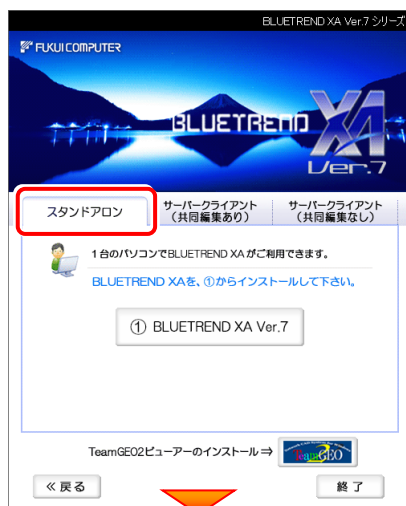 BLUETREND XA Ver.7 シリーズ
FUKUI COMPUTER
BLUETREND XA
Ver.7
スタンドアロン
サーバークライアント
（共同編集あり）
サーバークライアント
（共同編集なし）
1台のパソコンでBLUETREND XAがご利用できます。
BLUETREND XAを、①からインストールして下さい。
① BLUETREND XA Ver.7
TeamGEO2ビューアーのインストール⇒
TeamGEO
≪戻る
終 了